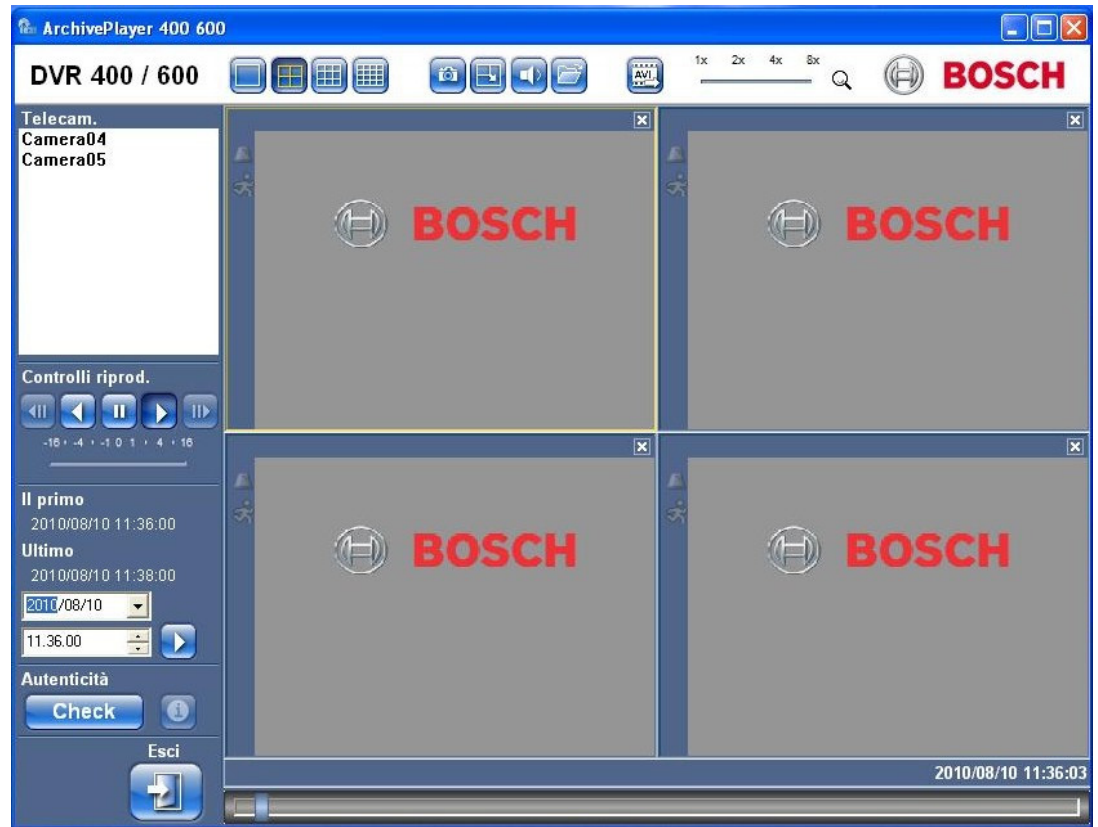 ArchivePlayer 400 600
DVR 400 / 600
AVI
1x 2x 4x 8x
BOSCH
Telecam.
Camera04
Camera05
BOSCH
BOSCH
Controlli riprod.
-16 -4 -1 0 1 4 16
Il primo
2010/08/10 11:36:00
Ultimo
2010/08/10 11:38:00
2010/08/10
11.36.00
BOSCH
BOSCH
Autenticità
Check
Esci
2010/08/10 11:36:03